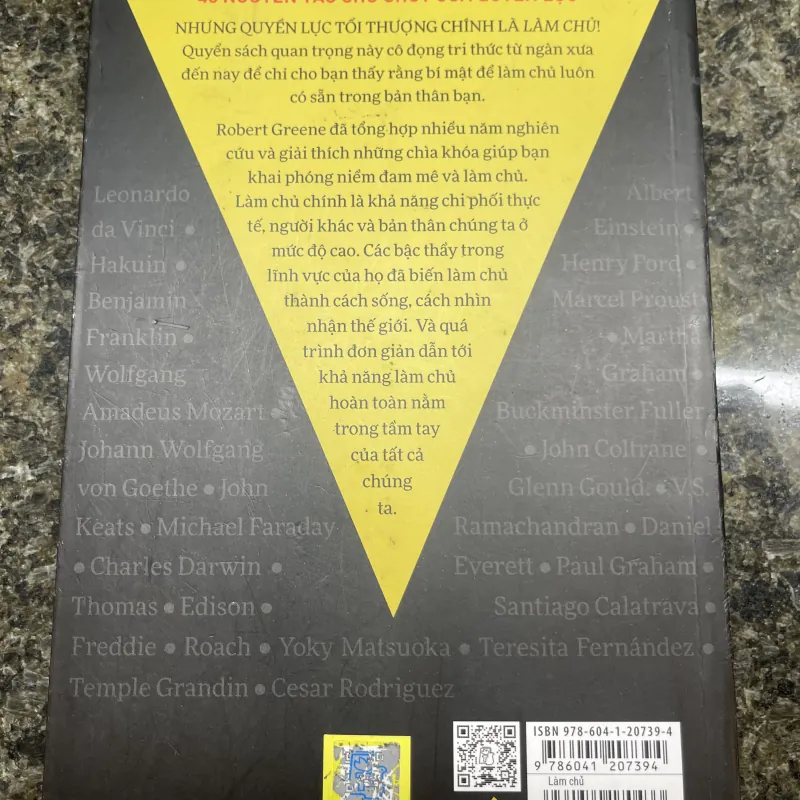 48 NGUYÊN TẮC CHỦ CHỐT CỦA QUYỀN LỰC
NHƯNG QUYỀN LỰC TỐI THƯỢNG CHÍNH LÀ LÀM CHỦ!
Quyển sách quan trọng này cô đọng tri thức từ ngàn xưa
đến nay để chỉ cho bạn thấy rằng bí mật để làm chủ luôn
có sẵn trong bản thân bạn.
Robert Greene đã tổng hợp nhiều năm nghiên
cứu và giải thích những chìa khóa giúp bạn
khai phóng niềm đam mê và làm chủ.
Làm chủ chính là khả năng chi phối thực
tế, người khác và bản thân chúng ta ở
mức độ cao. Các bậc thầy trong
lĩnh vực của họ đã biến làm chủ
thành cách sống, cách nhìn
nhận thế giới. Và quá
trình đơn giản dẫn tới
khả năng làm chủ
hoàn toàn nằm
trong tầm tay
của tất cả
chúng
ta.
Leonardo
da Vinci •
Hakuin •
Benjamin
Franklin •
Wolfgang
Amadeus Mozart •
Johann Wolfgang
von Goethe • John
Keats • Michael Faraday
• Charles Darwin •
Thomas • Edison •
Albert
Einstein •
Henry Ford •
Marcel Proust
• Martha
Graham •
Buckminster Fuller
• John Coltrane •
Glenn Gould • V.S.
Ramachandran • Daniel
Everett • Paul Graham •
Santiago Calatrava •
Freddie • Roach • Yoky Matsuoka • Teresita Fernández •
Temple Grandin • Cesar Rodriguez
ISBN 978-604-1-20739-4
9 786041 207394
Làm chủ